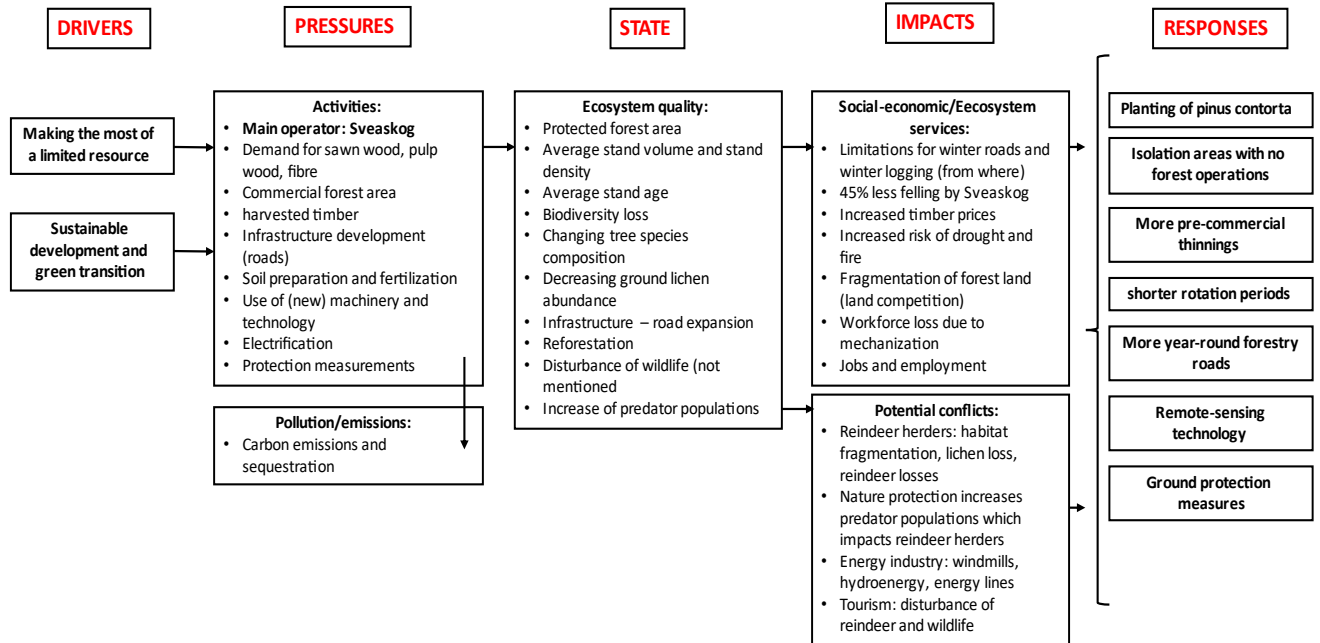 DRIVERS
PRESSURES
STATE
IMPACTS
RESPONSES
Making the most of
a limited resource
Sustainable
development and
green transition
Activities:
• Main operator: Sveaskog
• Demand for sawn wood, pulp
wood, fibre
• Commercial forest area
• harvested timber
• Infrastructure development
(roads)
• Soil preparation and fertilization
• Use of (new) machinery and
technology
• Electrification
• Protection measurements
Pollution/emissions:
• Carbon emissions and
sequestration
Ecosystem quality:
• Protected forest area
• Average stand volume and stand
density
• Average stand age
• Biodiversity loss
• Changing tree species
composition
• Decreasing ground lichen
abundance
• Infrastructure – road expansion
• Reforestation
• Disturbance of wildlife (not
mentioned
• Increase of predator populations
Social-economic/Eecosystem
services:
• Limitations for winter roads and
winter logging (from where)
• 45% less felling by Sveaskog
• Increased timber prices
• Increased risk of drought and
fire
• Fragmentation of forest land
(land competition)
• Workforce loss due to
mechanization
• Jobs and employment
Potential conflicts:
• Reindeer herders: habitat
fragmentation, lichen loss,
reindeer losses
• Nature protection increases
predator populations which
impacts reindeer herders
• Energy industry: windmills,
hydroenergy, energy lines
• Tourism: disturbance of
reindeer and wildlife
Planting of pinus contorta
Isolation areas with no
forest operations
More pre-commercial
thinnings
shorter rotation periods
More year-round forestry
roads
Remote-sensing
technology
Ground protection
measures